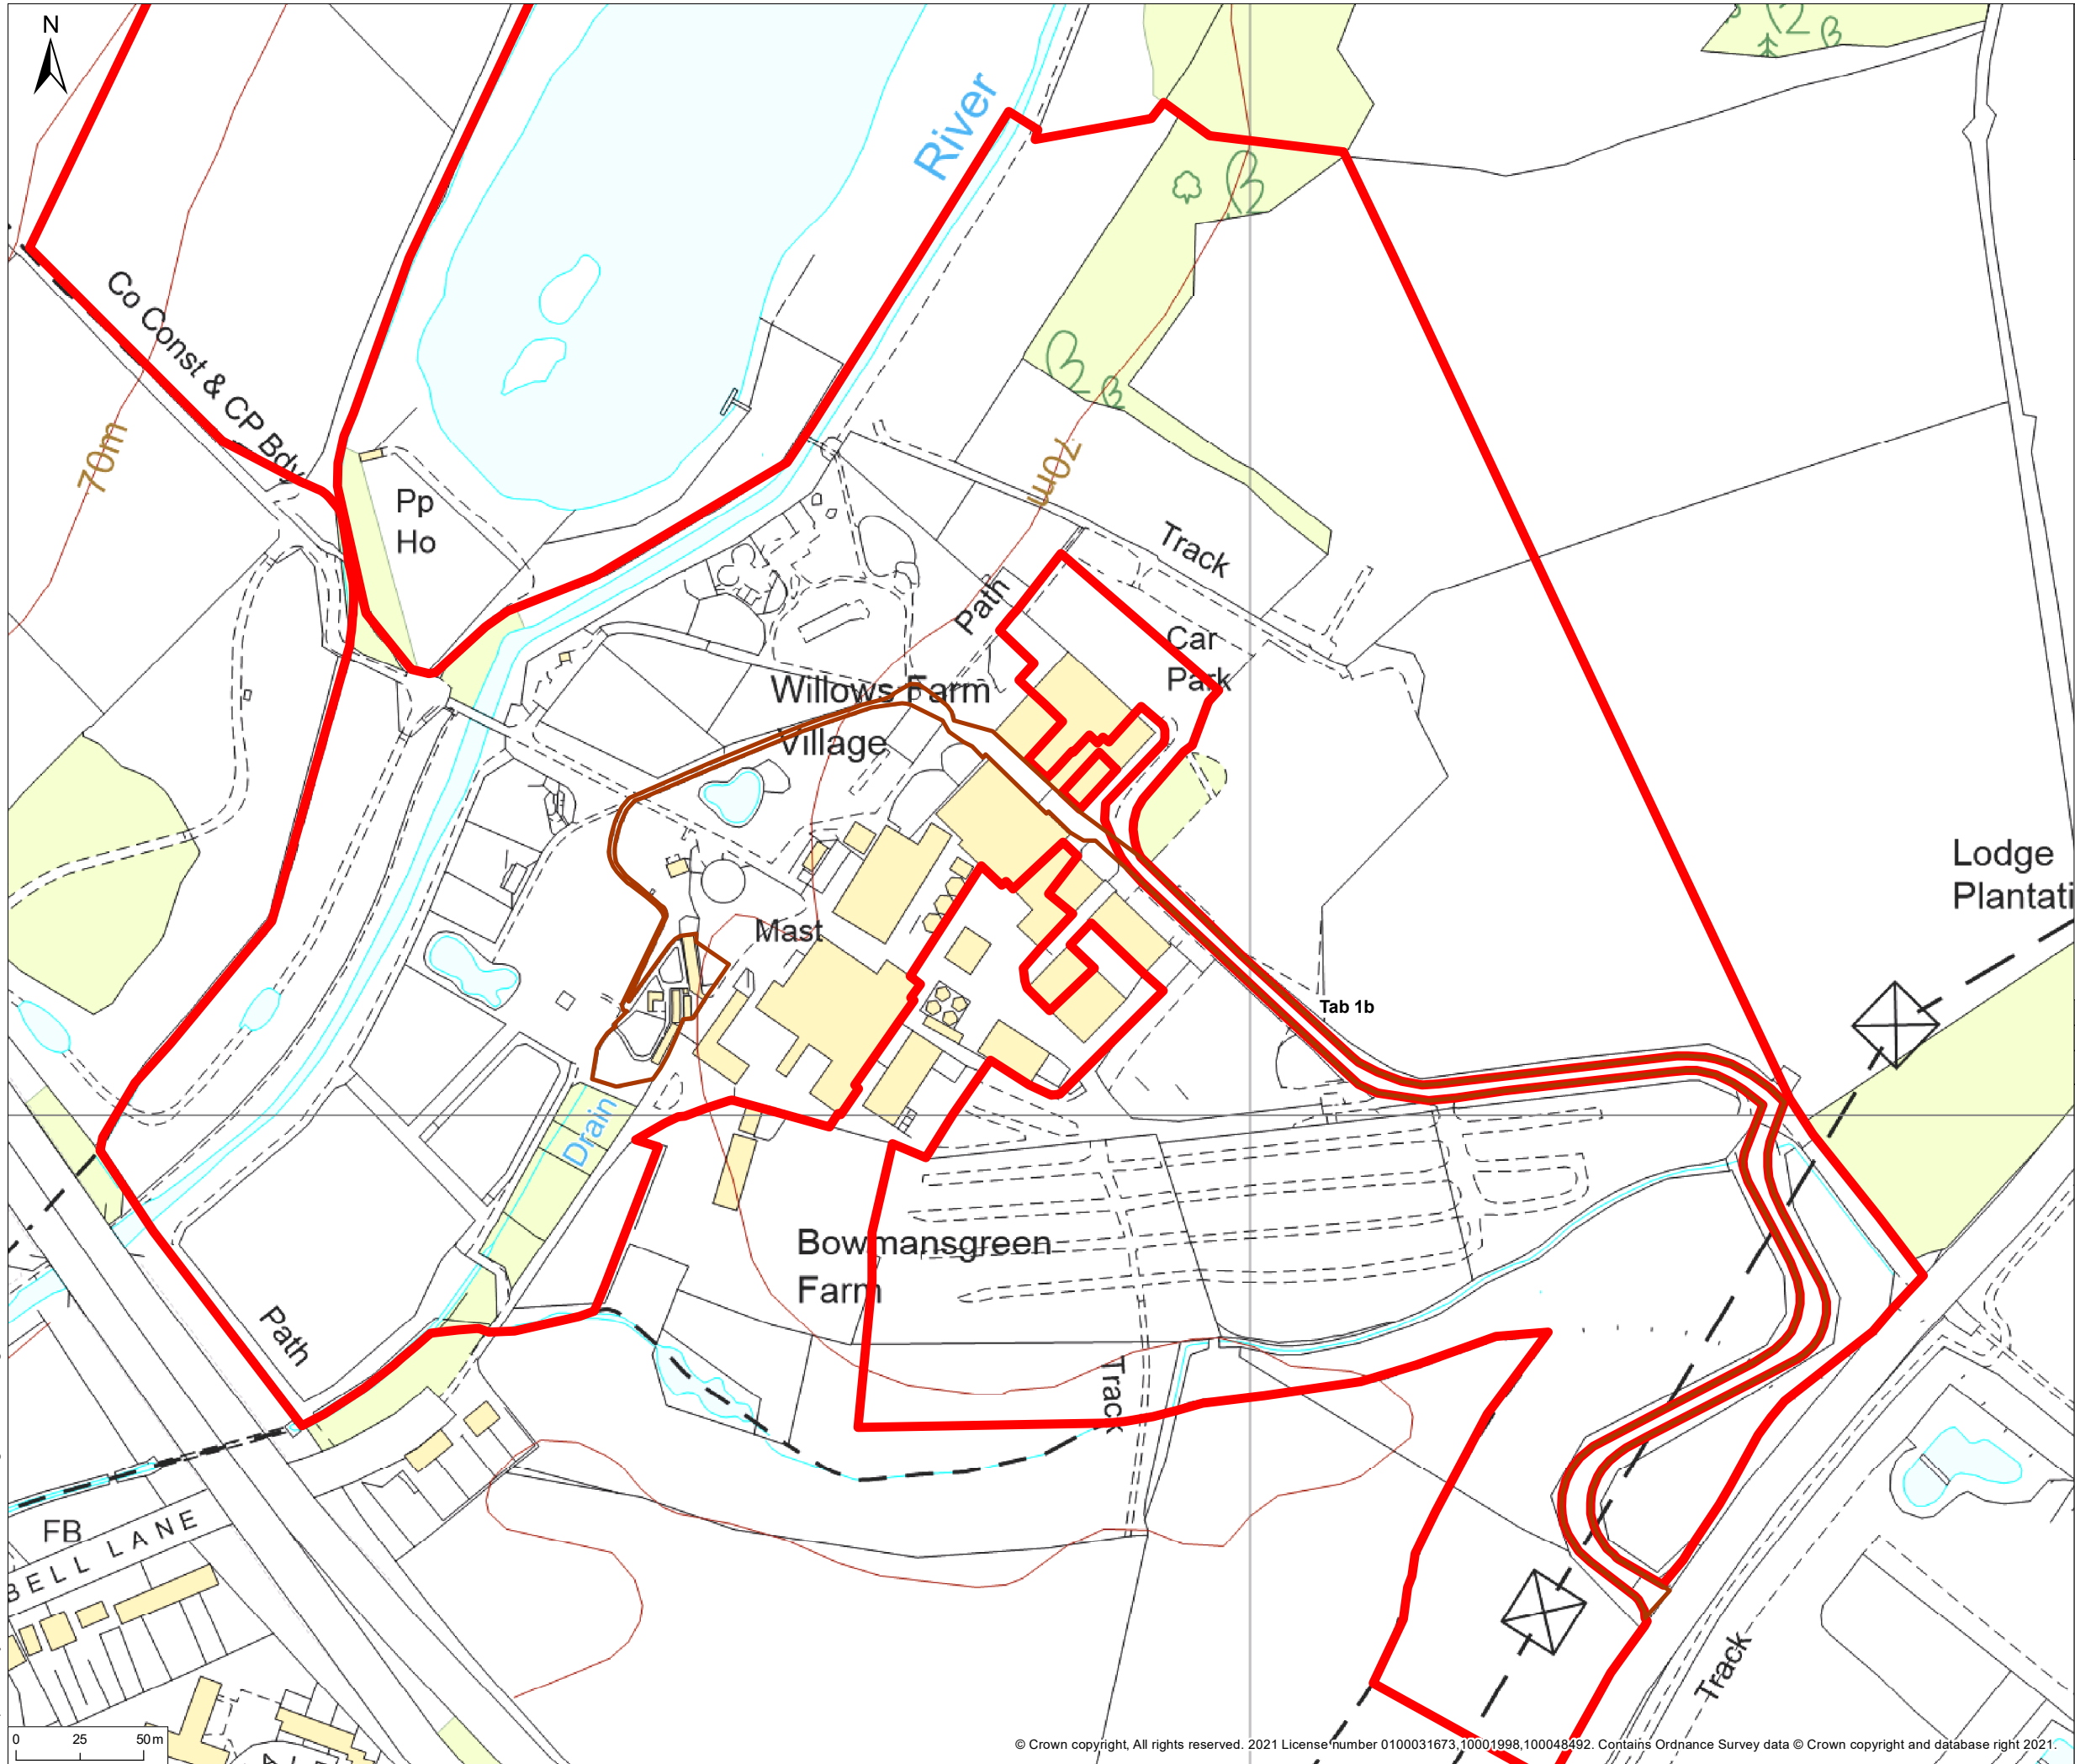 N
River
Co Const & CP Bdy
70m
Pp
Ho
70m
Track
Path
Car
Park
Willows Farm
Village
Lodge
Plantati
Mast
Tab 1b
Drain
Bowmansgreen
Farm
Path
Track
FB
BELL LANE
Track
0 25 50m
© Crown copyright, All rights reserved. 2021 License number 0100031673,10001998,100048492. Contains Ordnance Survey data © Crown copyright and database right 2021.